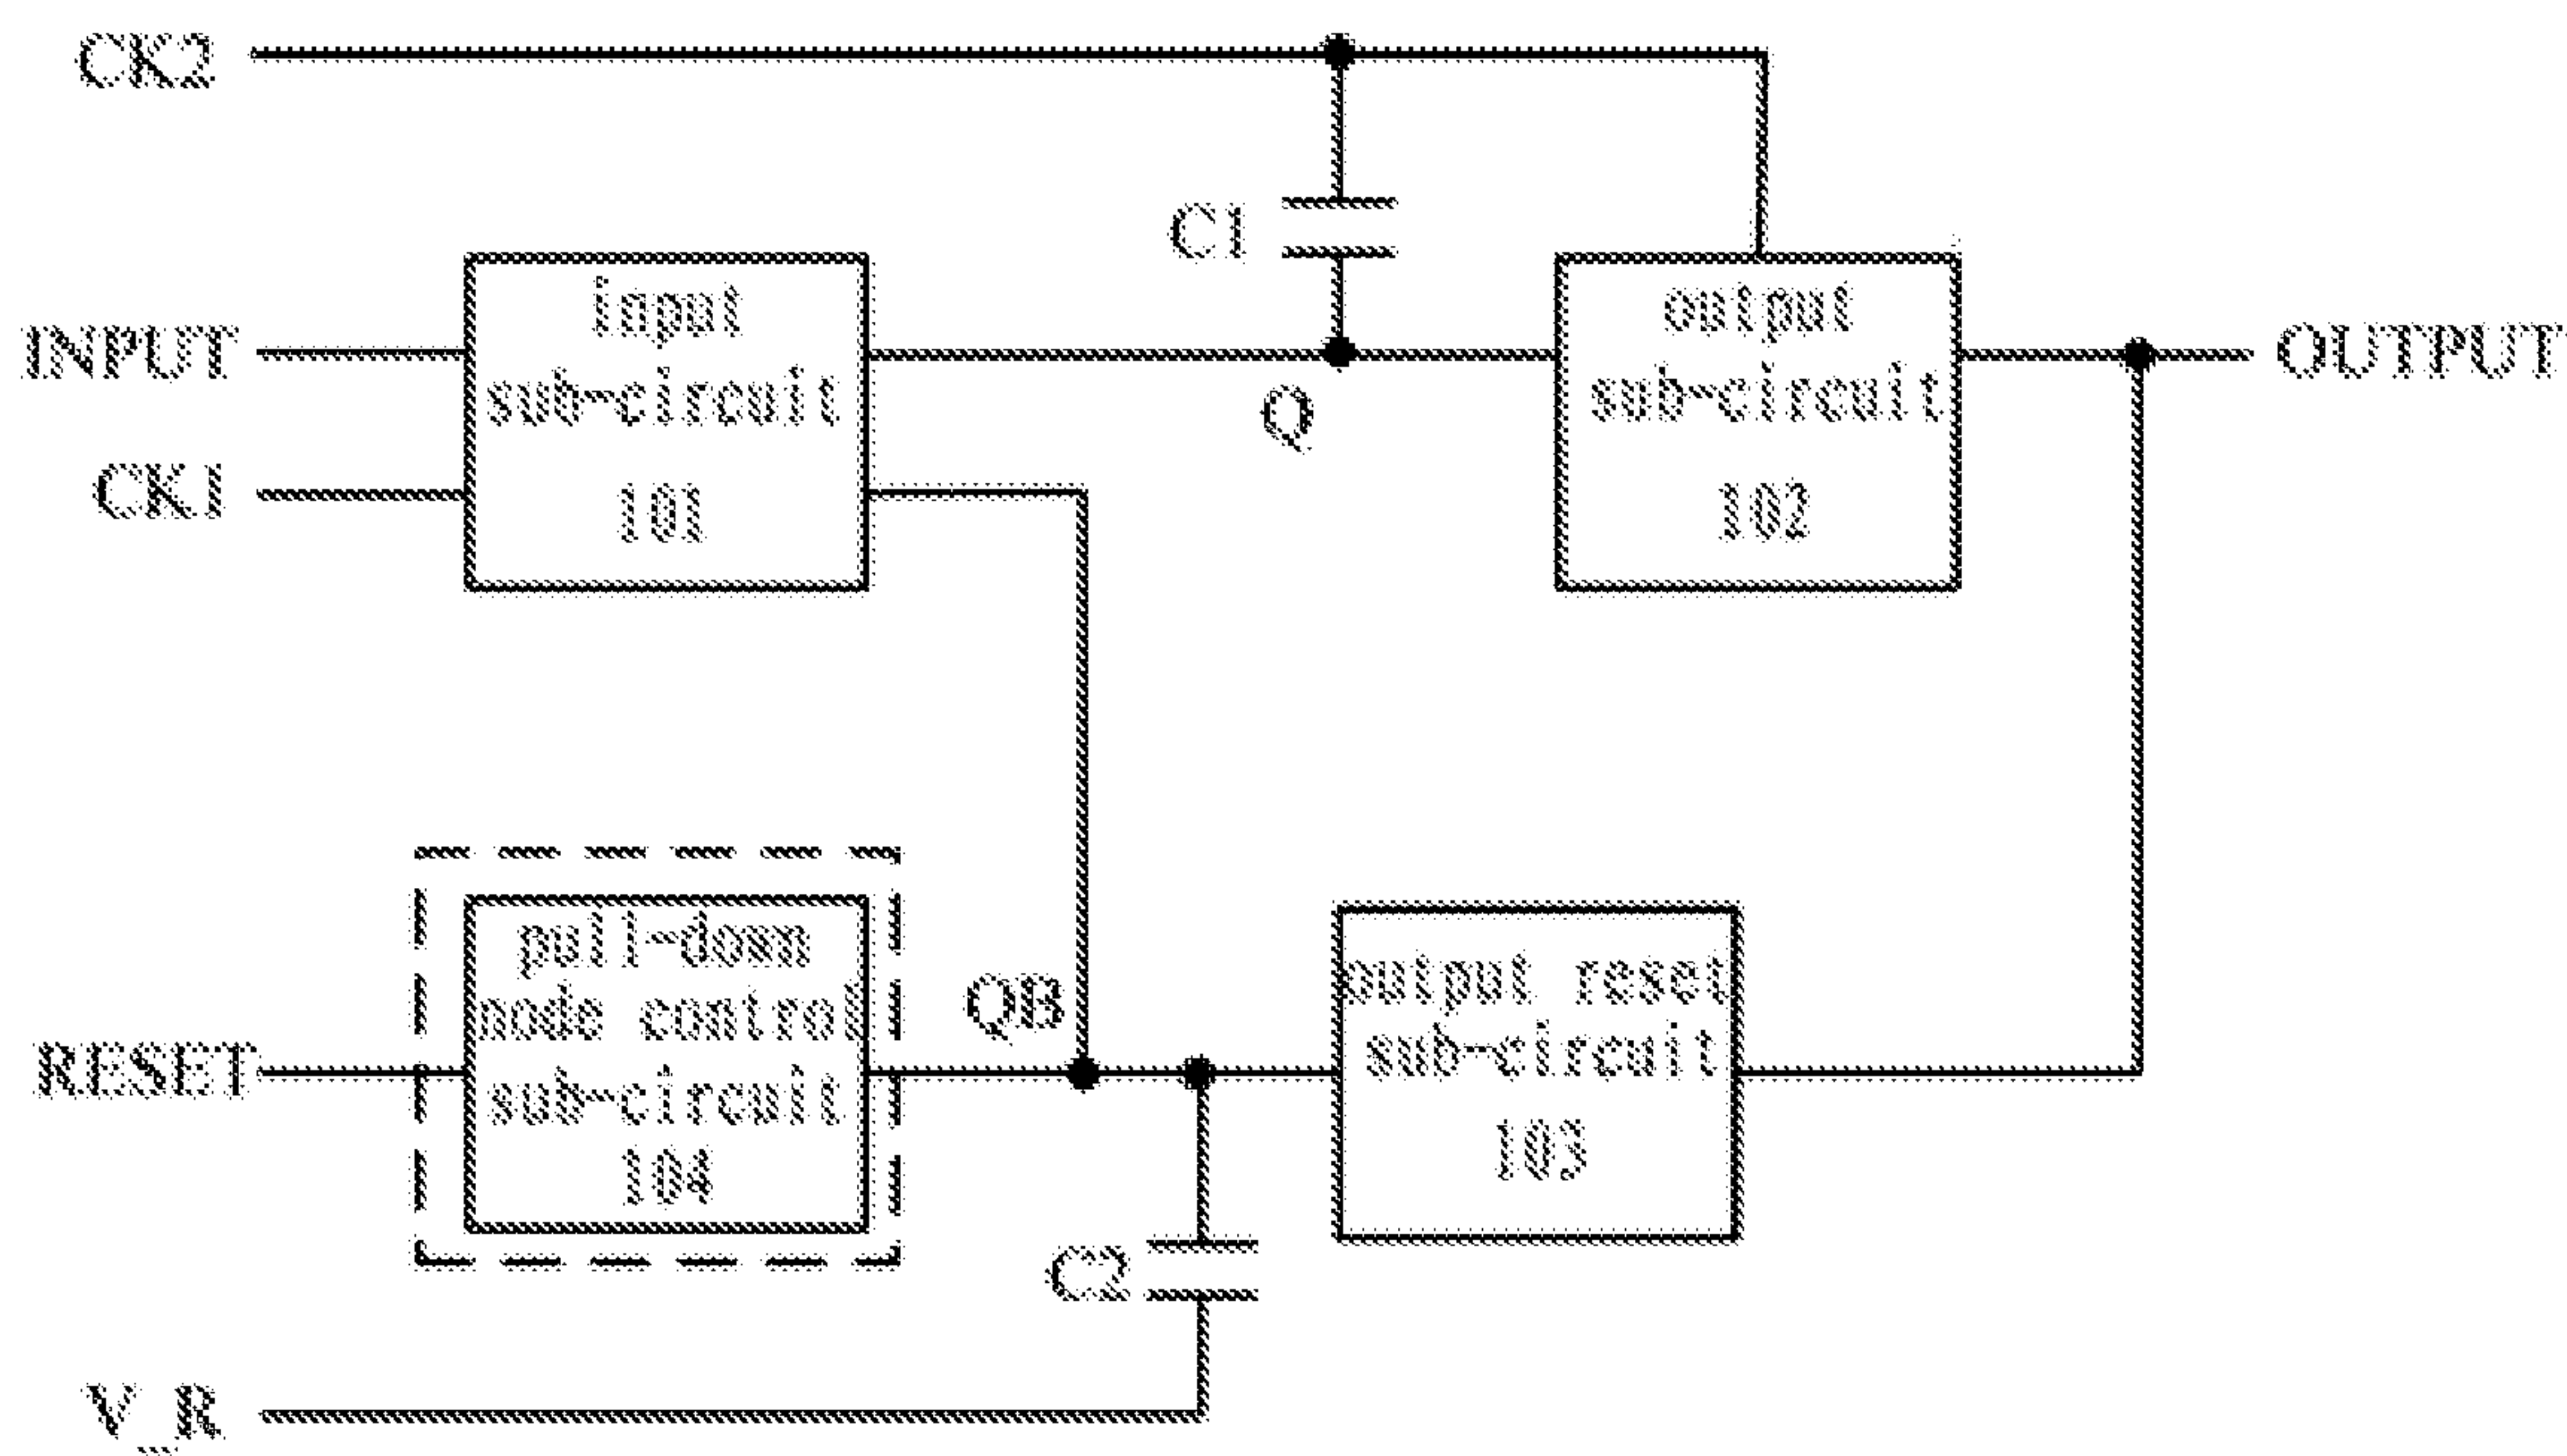 CK2
C1
INPUT
input
sub-circuit
101
output
sub-circuit
102
OUTPUT
Q
CK1
pull-down
node control
sub-circuit
104
QB
output reset
sub-circuit
103
RESET
C2
V_R